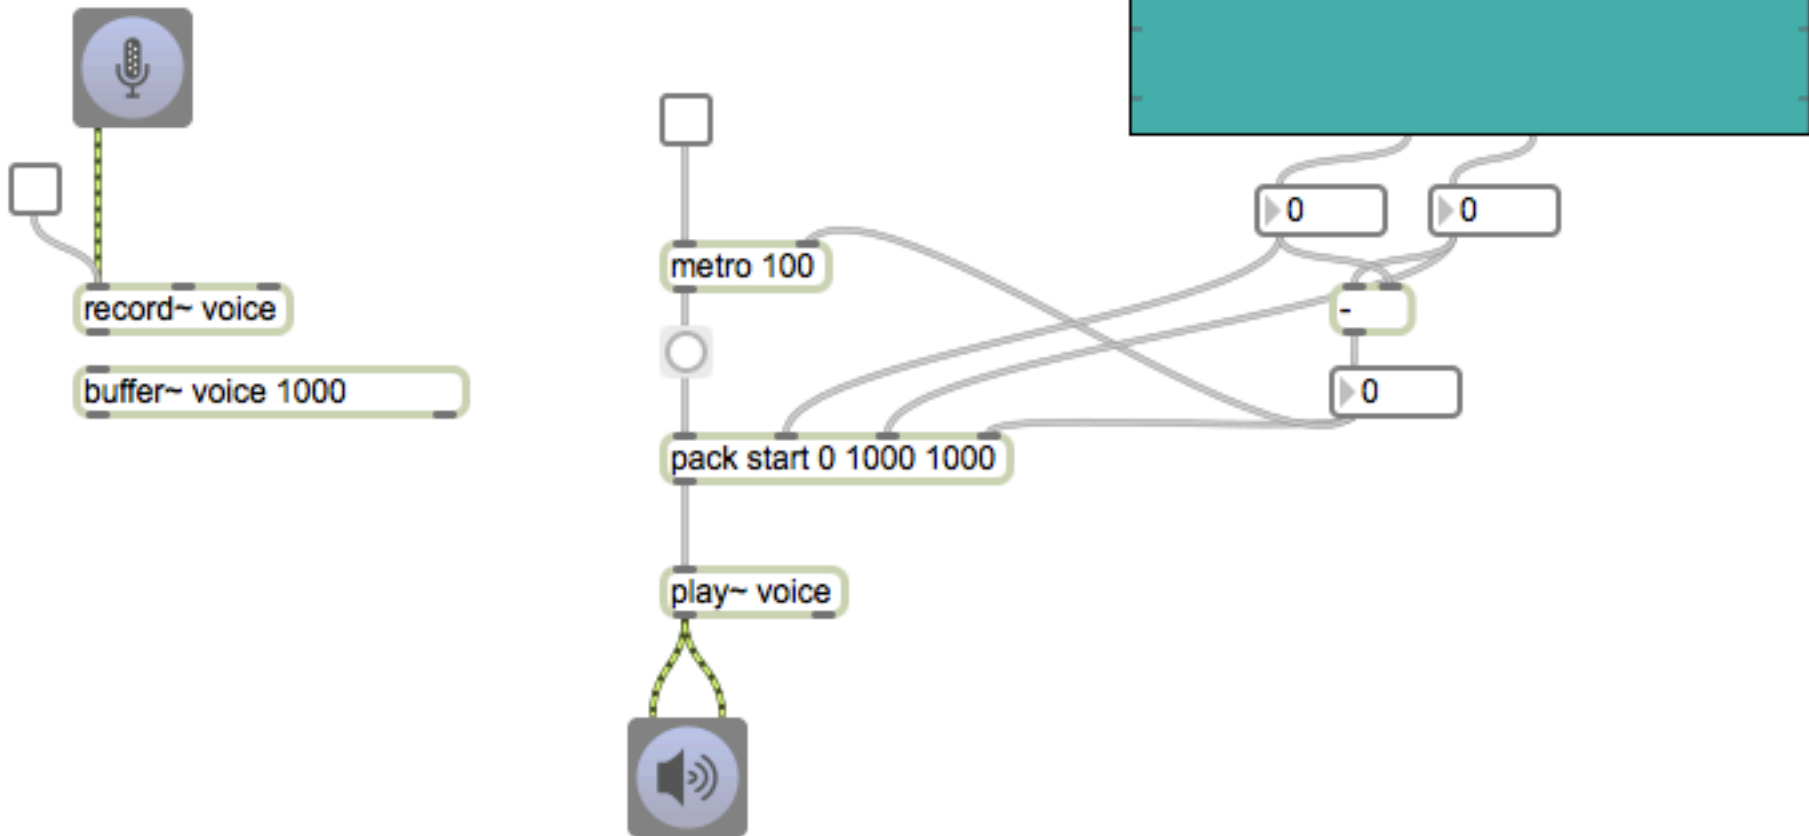 0
0
metro 100
record~ voice
-
buffer~ voice 1000
0
pack start 0 1000 1000
play~ voice